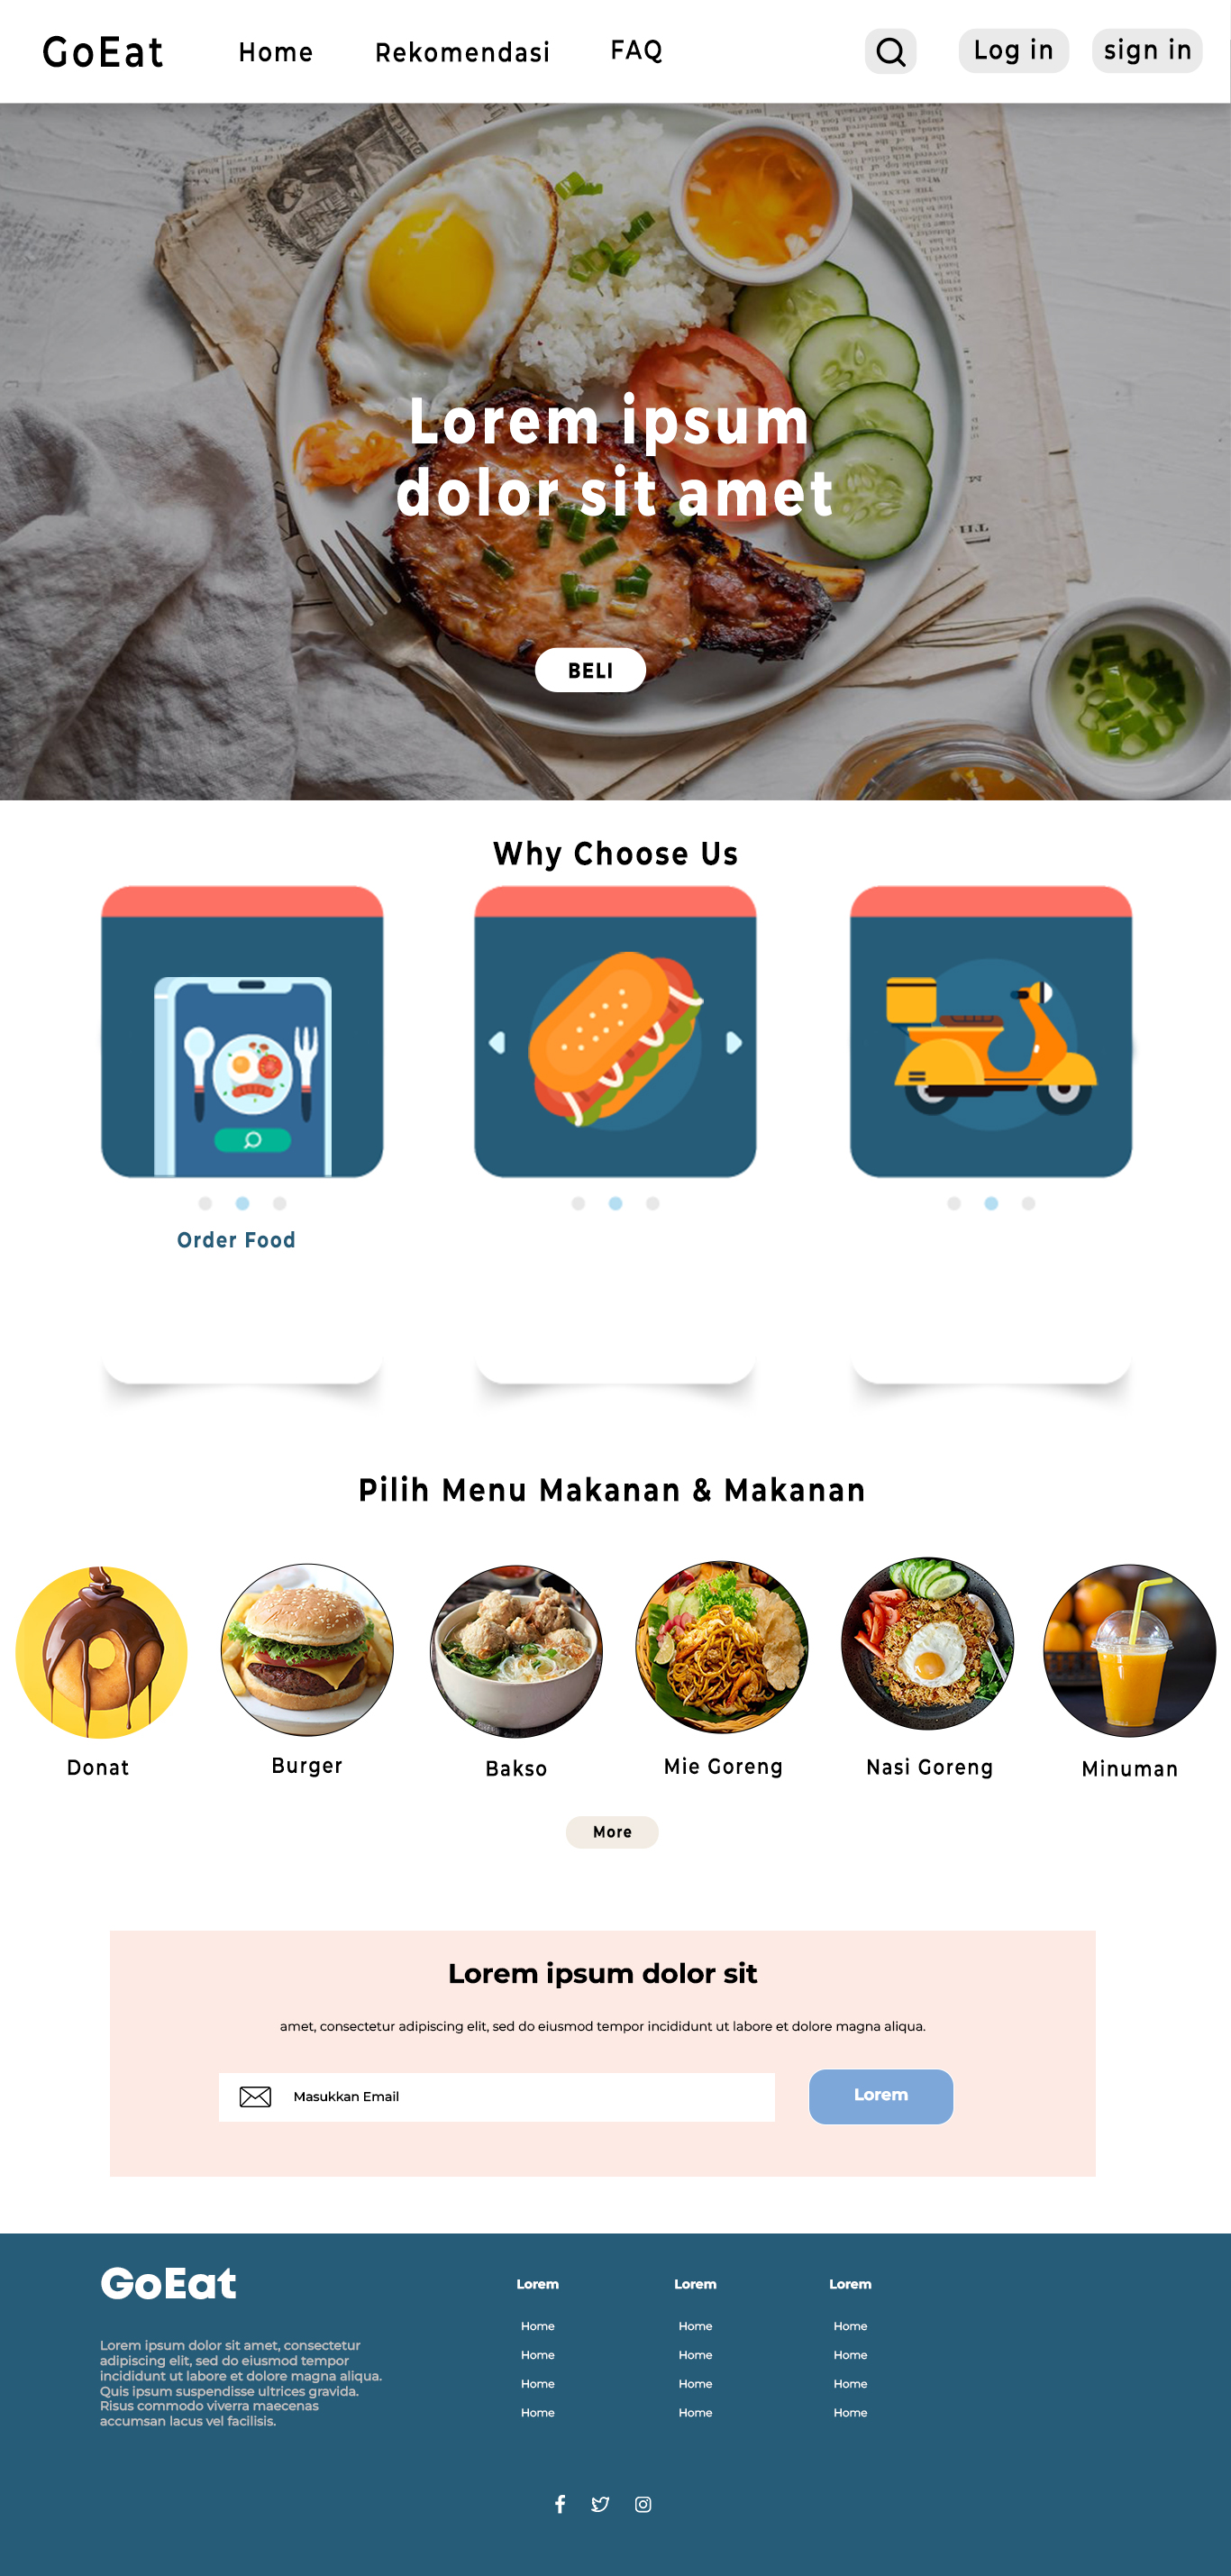 GoEat
Home
Rekomendasi
FAQ
Log in
sign in
Lorem ipsum
dolor sit amet
BELI
Why Choose Us
Order Food
Pilih Menu Makanan & Makanan
Donat
Burger
Bakso
Mie Goreng
Nasi Goreng
Minuman
More
Lorem ipsum dolor sit
amet, consectetur adipiscing elit, sed do eiusmod tempor incididunt ut labore et dolore magna aliqua.
Masukkan Email
Lorem
GoEat
Lorem ipsum dolor sit amet, consectetur
adipiscing elit, sed do eiusmod tempor
incididunt ut labore et dolore magna aliqua.
Quis ipsum suspendisse ultrices gravida.
Risus commodo viverra maecenas
accumsan lacus vel facilisis.
Lorem
Lorem
Lorem
Home
Home
Home
Home
Home
Home
Home
Home
Home
Home
Home
Home